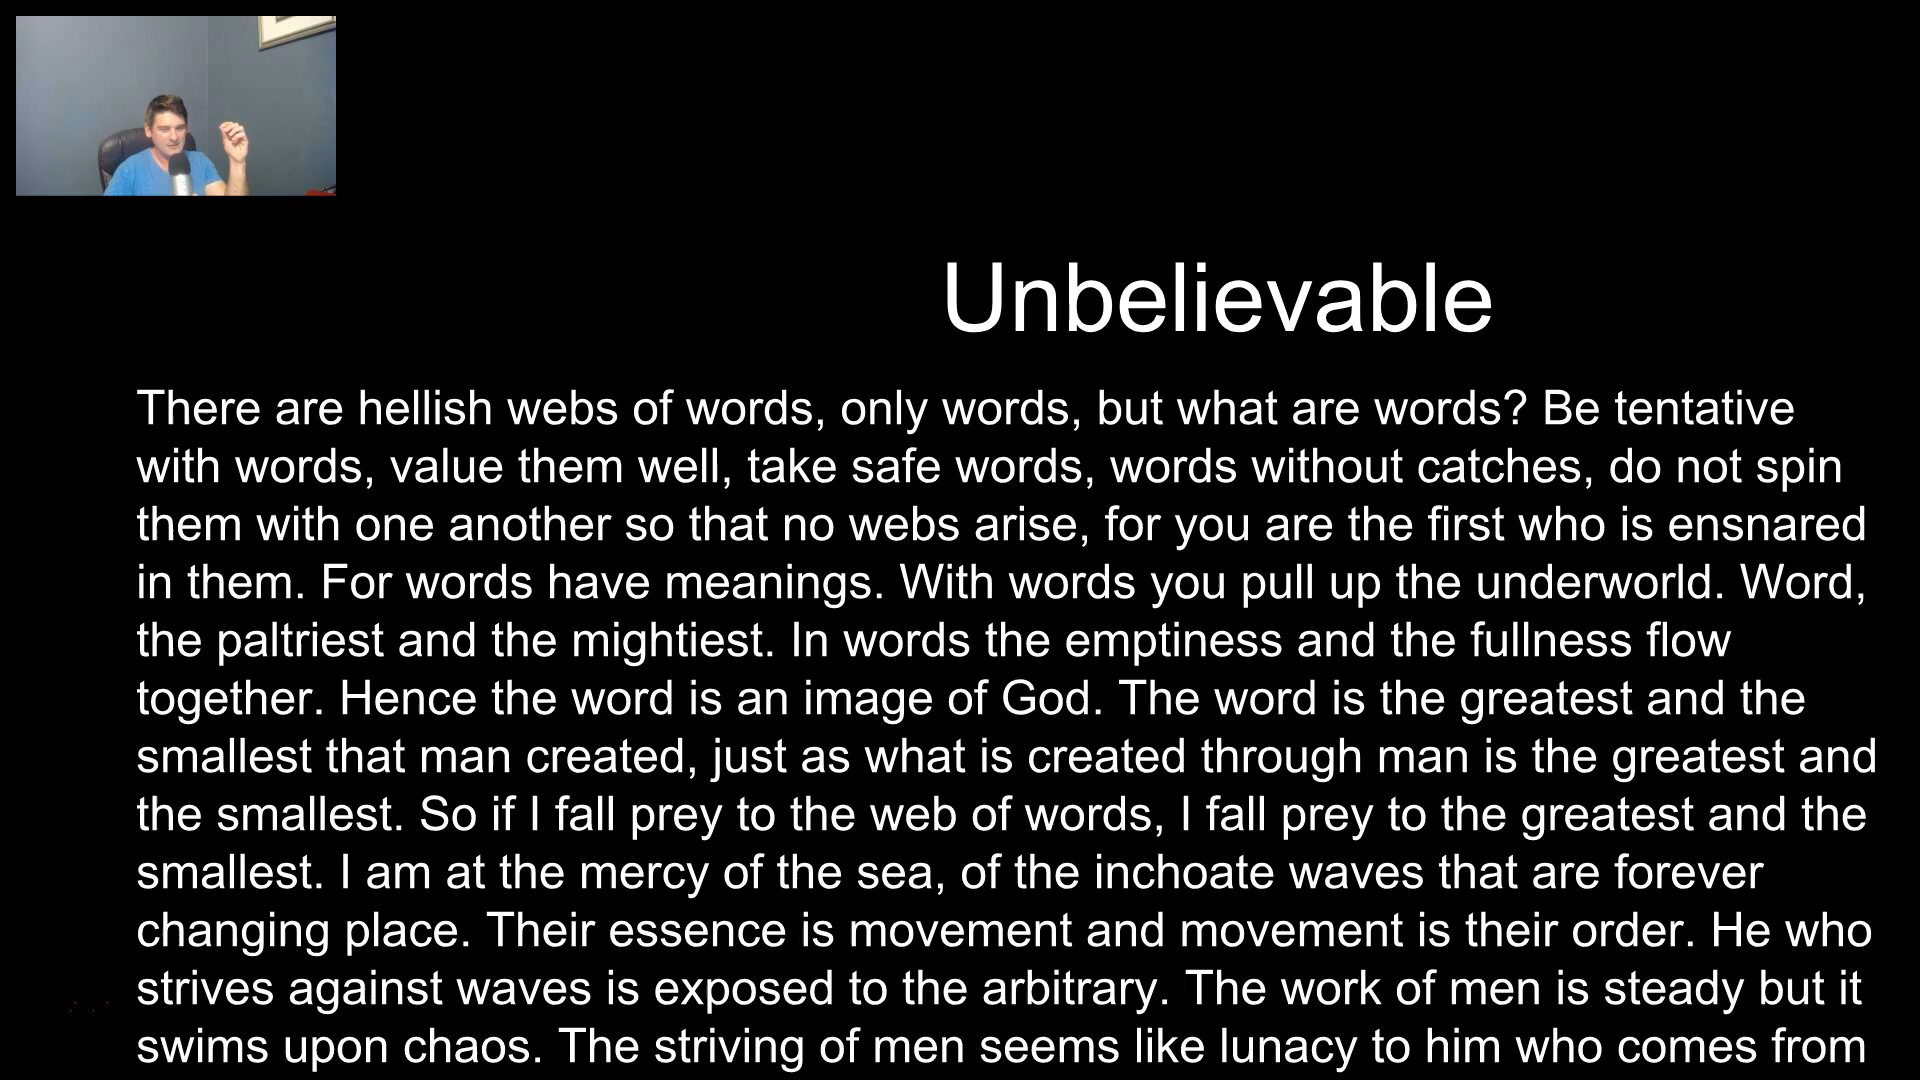 Unbelievable
There are hellish webs of words, only words, but what are words? Be tentative
with words, value them well, take safe words, words without catches, do not spin
them with one another so that no webs arise, for you are the first who is ensnared
in them. For words have meanings. With words you pull up the underworld. Word,
the paltriest and the mightiest. In words the emptiness and the fullness flow
together. Hence the word is an image of God. The word is the greatest and the
smallest that man created, just as what is created through man is the greatest and
the smallest. So if I fall prey to the web of words, I fall prey to the greatest and the
smallest. I am at the mercy of the sea, of the inchoate waves that are forever
changing place. Their essence is movement and movement is their order. He who
strives against waves is exposed to the arbitrary. The work of men is steady but it
swims upon chaos. The striving of men seems like lunacy to him who comes from